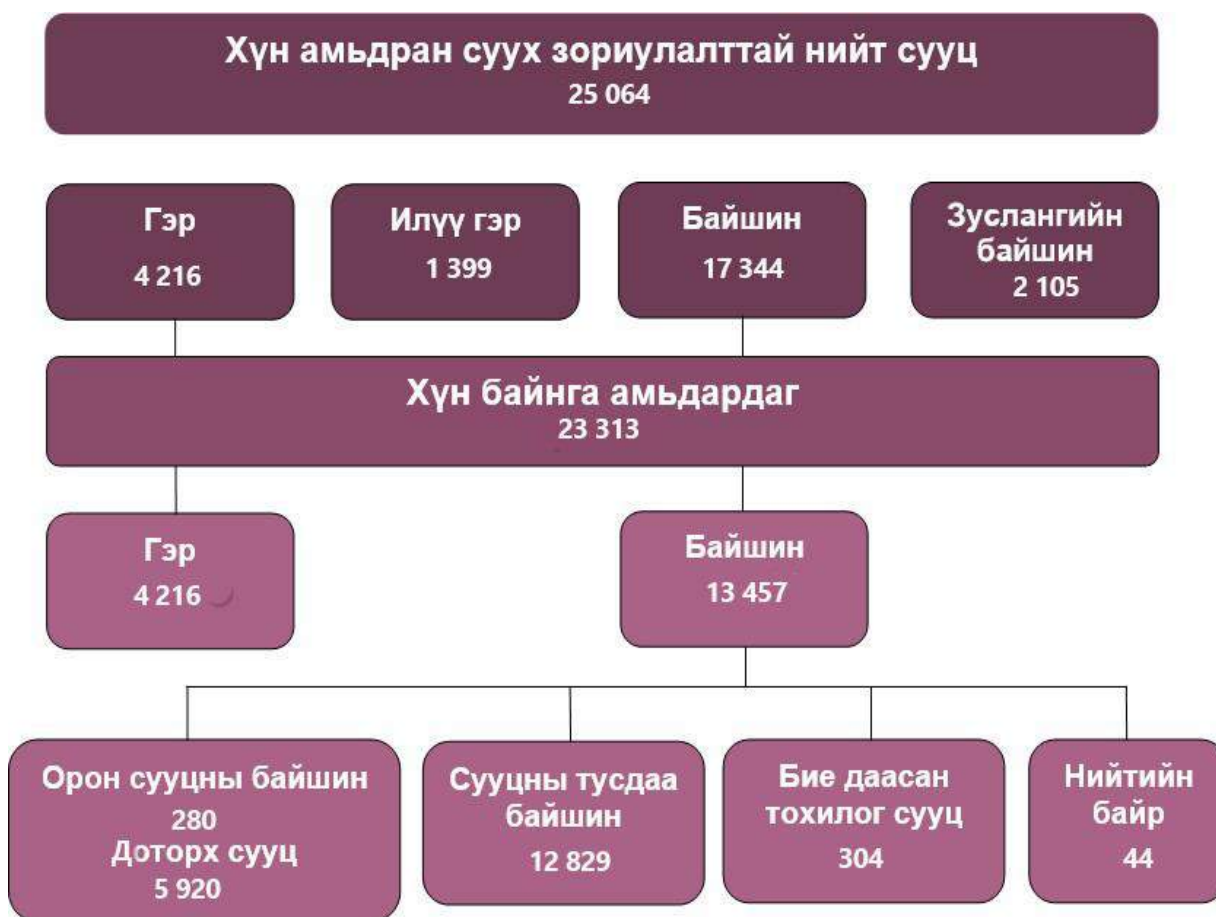 Хүн амьдран суух зориулалттай нийт сууц
25 064
Гэр
4 216
Илүү гэр
1 399
Байшин
17 344
Зуслангийн
байшин
2 105
Хүн байнга амьдардаг
23 313
Гэр
4 216
Байшин
13 457
Орон сууцны байшин
280
Доторх сууц
5 920
Сууцны тусдаа
байшин
12 829
Бие даасан
тохилог сууц
304
Нийтийн
байр
44